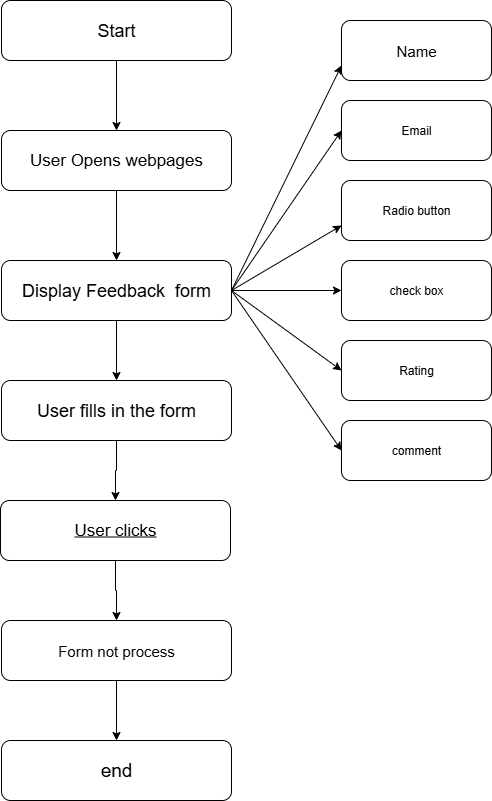 Start
User Opens webpages
Display Feedback  form
User fills in the form
User clicks
Form not process
end
Name
Email
Radio button
check box
Rating
comment